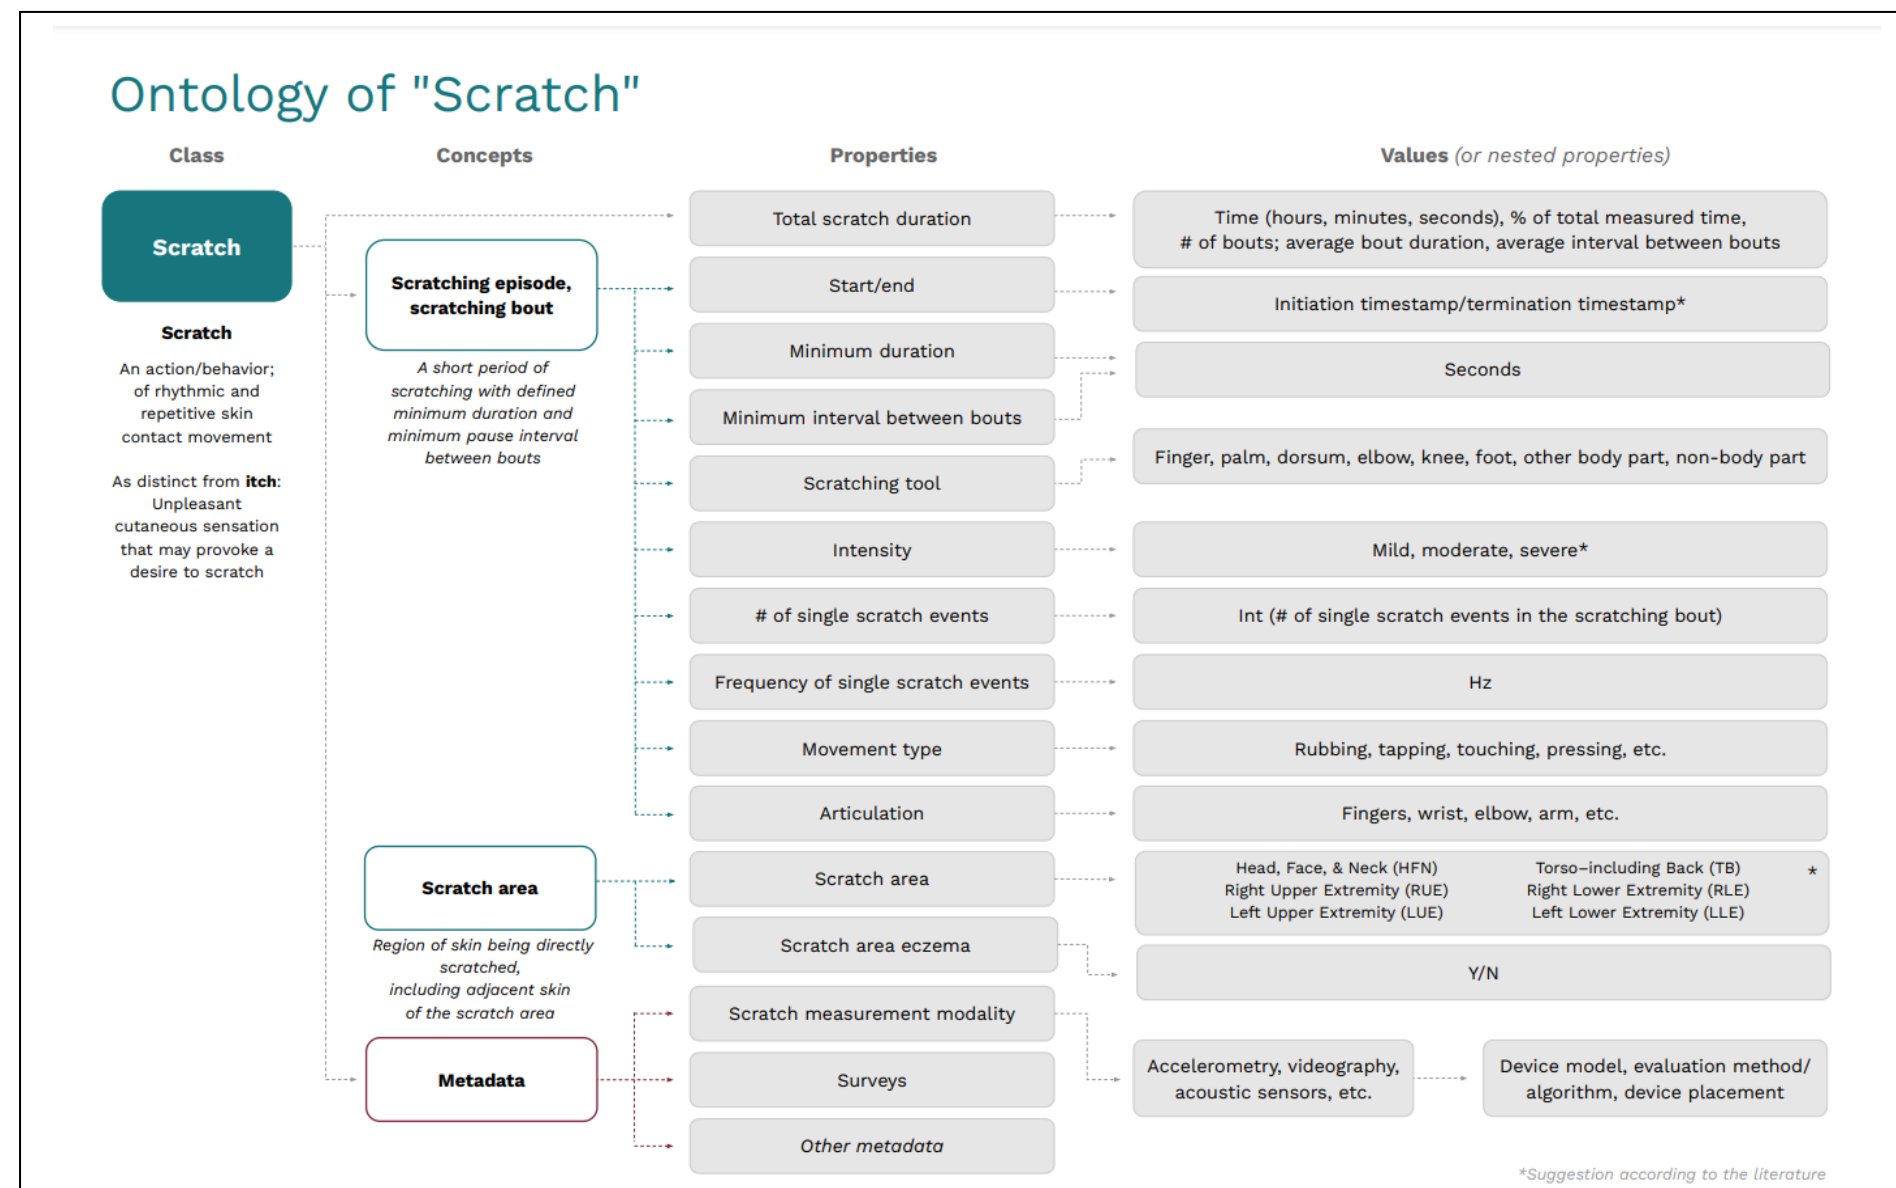 Ontology of "Scratch"
Class
Concepts
Properties
Values (or nested properties)
Scratch
Scratch
An action/behavior;
of rhythmic and
repetitive skin
contact movement
As distinct from itch:
Unpleasant
cutaneous sensation
that may provoke a
desire to scratch
Scratching episode,
scratching bout
A short period of
scratching with defined
minimum duration and
minimum pause interval
between bouts
Scratch area
Region of skin being directly
scratched,
including adjacent skin
of the scratch area
Metadata
Total scratch duration
Start/end
Minimum duration
Minimum interval between bouts
Scratching tool
Intensity
# of single scratch events
Frequency of single scratch events
Movement type
Articulation
Scratch area
Scratch area eczema
Scratch measurement modality
Surveys
Other metadata
Time (hours, minutes, seconds), % of total measured time,
# of bouts; average bout duration, average interval between bouts
Initiation timestamp/termination timestamp*
Seconds
Finger, palm, dorsum, elbow, knee, foot, other body part, non-body part
Mild, moderate, severe*
Int (# of single scratch events in the scratching bout)
Hz
Rubbing, tapping, touching, pressing, etc.
Fingers, wrist, elbow, arm, etc.
Head, Face, & Neck (HFN)
Right Upper Extremity (RUE)
Left Upper Extremity (LUE)
Torso–including Back (TB)
Right Lower Extremity (RLE)
Left Lower Extremity (LLE)
*
Y/N
Accelerometry, videography,
acoustic sensors, etc.
Device model, evaluation method/
algorithm, device placement
*Suggestion according to the literature